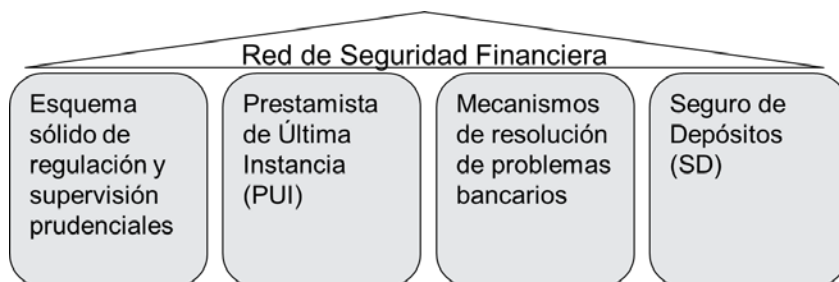 Red de Seguridad Financiera
Esquema
sólido de
regulación y
supervisión
prudenciales
Prestamista
de Última
Instancia
(PUI)
Mecanismos
de resolución
de problemas
bancarios
Seguro de
Depósitos
(SD)